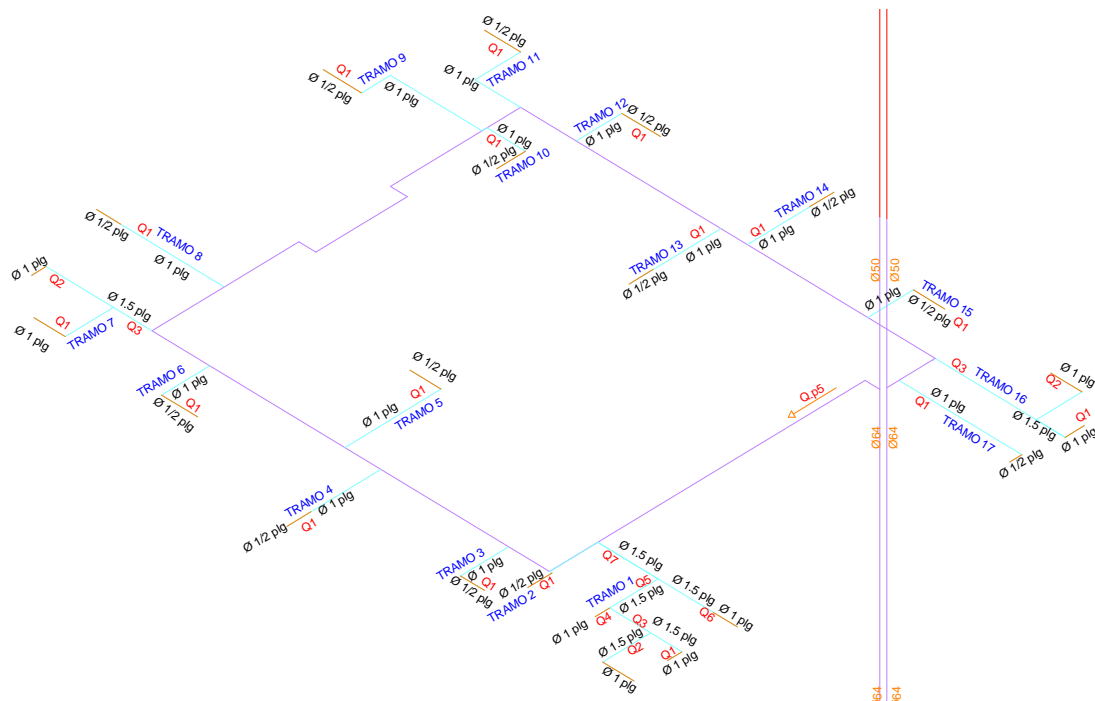 Ø 1/2 plg
Q1
TRAMO 11
Ø 1 plg
Q1
TRAMO 9
Ø 1/2 plg
Ø 1 plg
TRAMO 12
Ø 1/2 plg
Ø 1 plg
Q1
Ø 1 plg
Q1
Ø 1/2 plg
TRAMO 10
TRAMO 14
Q1
Ø 1/2 plg
Ø 1 plg
Q1
TRAMO 13
Ø 1 plg
Ø 1/2 plg
Ø 1/2 plg
Q1
TRAMO 8
Ø 1 plg
Ø 1 plg
Q2
Ø 1.5 plg
Q3
Q1
TRAMO 7
Ø 1 plg
Ø50
Ø50
Ø 1 plg
TRAMO 15
Ø 1/2 plg
Q1
TRAMO 6
Ø 1 plg
Q1
Ø 1/2 plg
Ø 1/2 plg
Q1
Ø 1 plg
TRAMO 5
Q.p5
Q3
TRAMO 16
Ø 1 plg
Q2
Q1
Ø 1.5 plg
Ø 1 plg
Ø 1 plg
Q1
TRAMO 17
Ø 1/2 plg
Ø64
Ø64
TRAMO 4
Ø 1 plg
Q1
Ø 1/2 plg
TRAMO 3
Ø 1 plg
Q1
Ø 1/2 plg
Ø 1/2 plg
Q1
TRAMO 2
Q7
Ø 1.5 plg
TRAMO 1
Q5
Ø 1.5 plg
Ø 1.5 plg
Ø 1 plg
Q6
Q4
Ø 1 plg
Q3
Ø 1.5 plg
Ø 1.5 plg
Q2
Q1
Ø 1 plg
Ø 1 plg